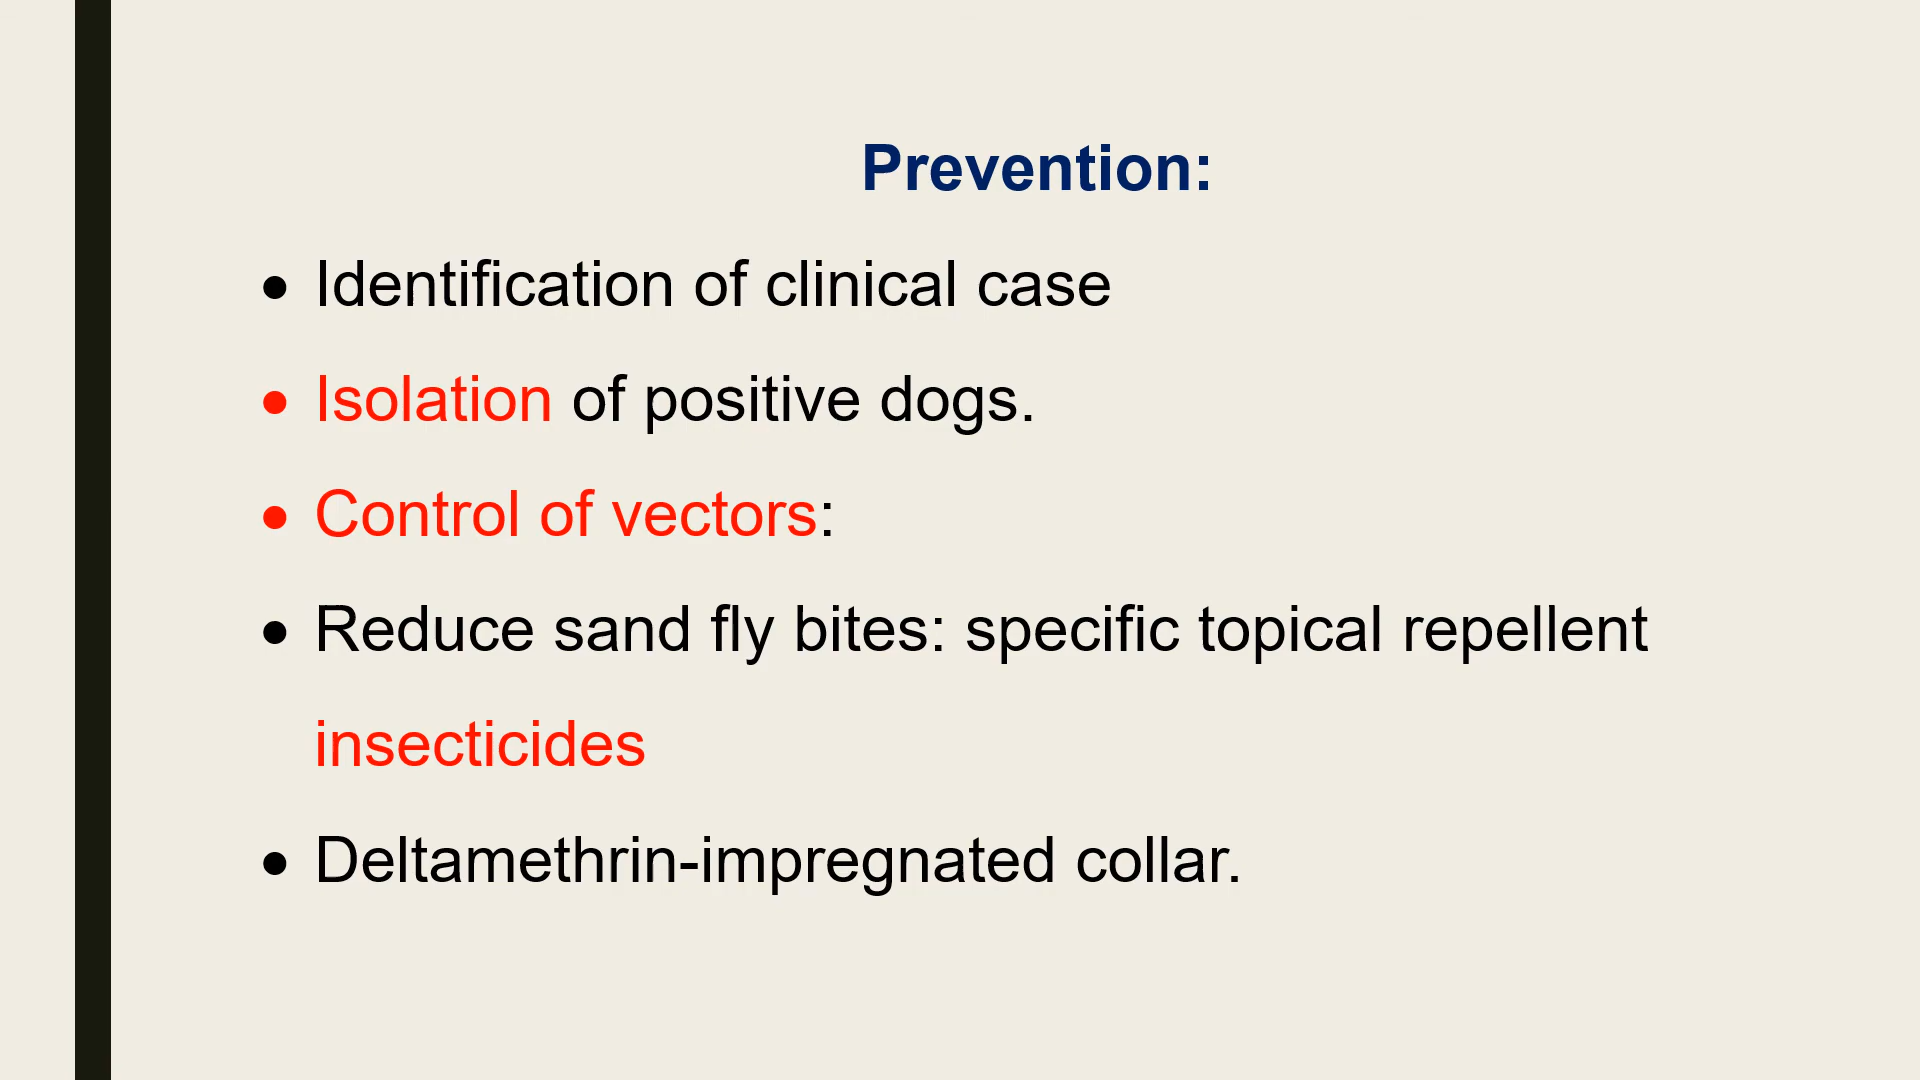 Prevention:
• Identification of clinical case
• Isolation of positive dogs.
• Control of vectors:
• Reduce sand fly bites: specific topical repellent
insecticides
• Deltamethrin-impregnated collar.